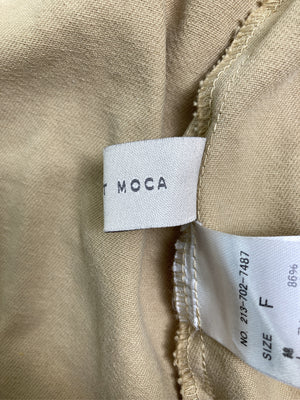 T MOCA
NO. 213-702-7487
SIZE F
86%